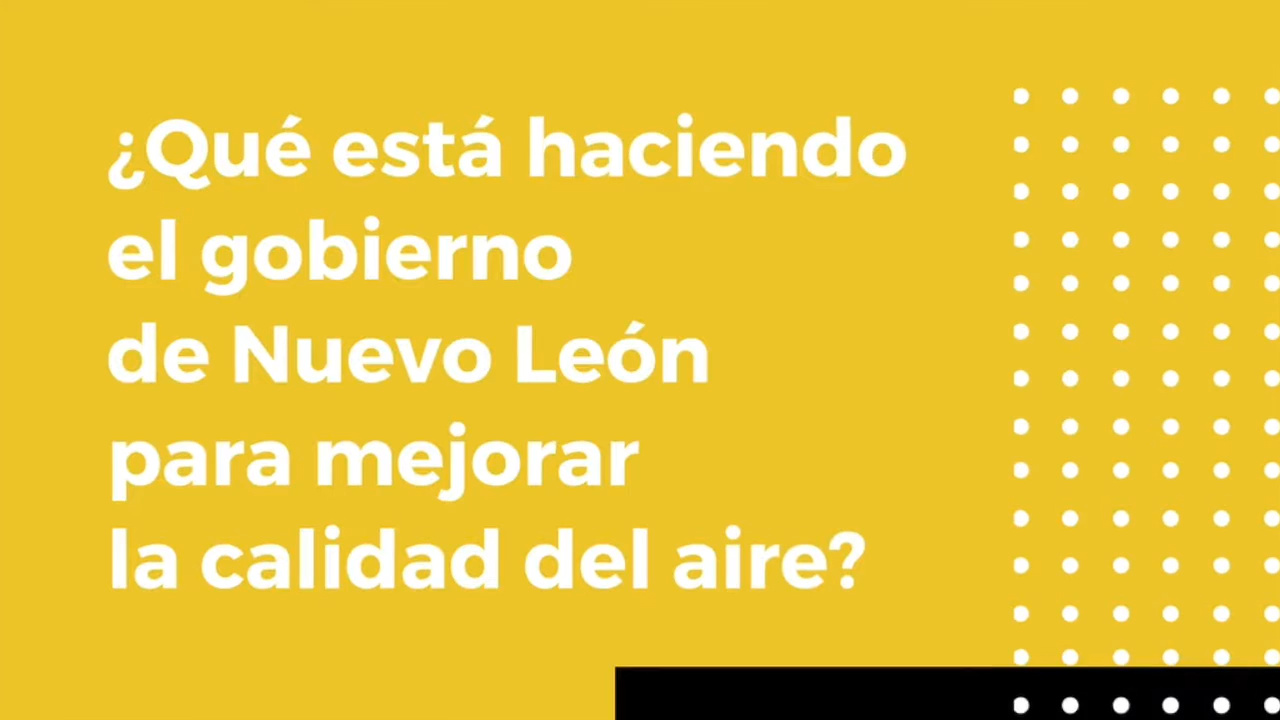 ¿Qué está haciendo
el gobierno
de Nuevo León
para mejorar
la calidad del aire?